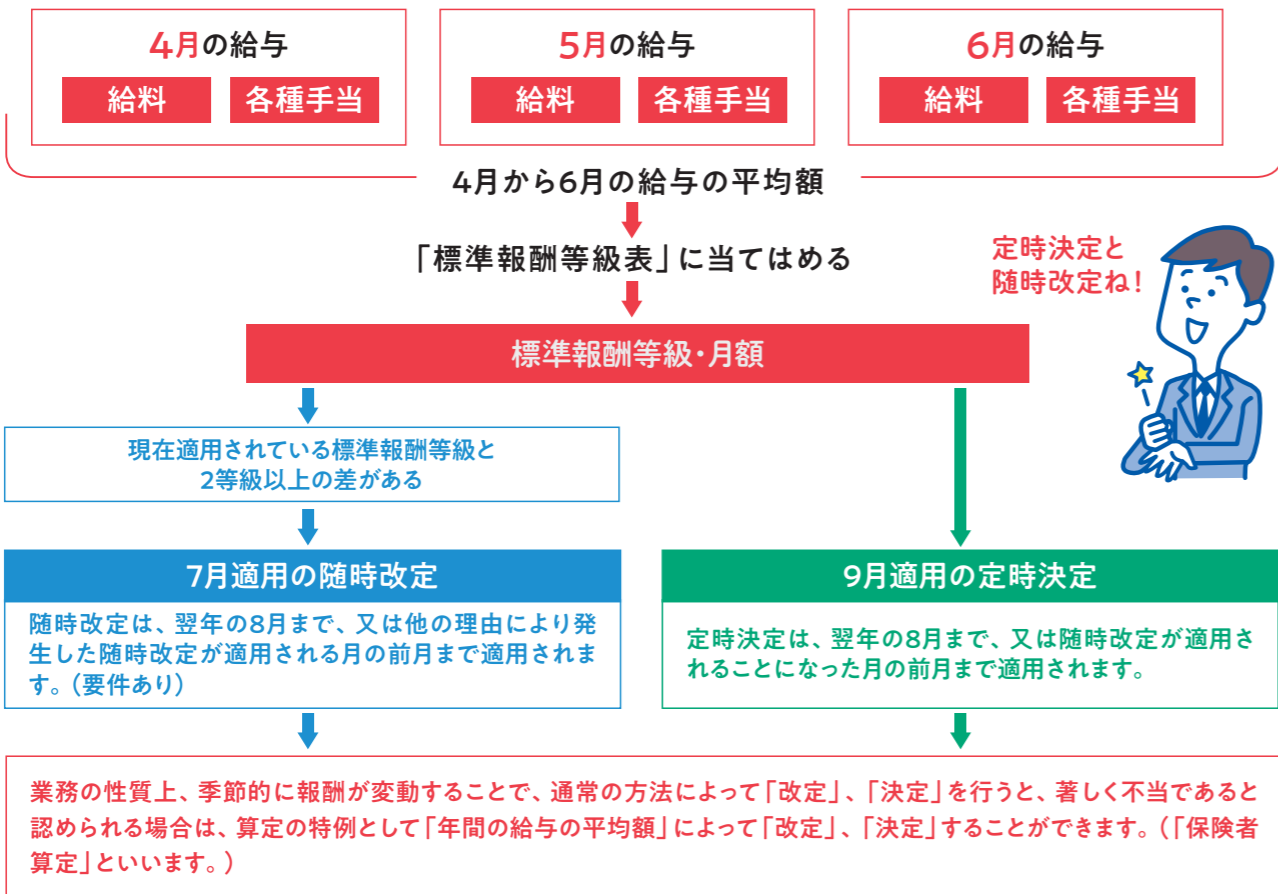 4月の給与
給料 各種手当
5月の給与
給料 各種手当
6月の給与
給料 各種手当
4月から6月の給与の平均額
「標準報酬等級表」に当てはめる
定時決定と
随時改定ね!
標準報酬等級・月額
現在適用されている標準報酬等級と
2等級以上の差がある
7月適用の随時改定
随時改定は、翌年の8月まで、又は他の理由により発
生した随時改定が適用される月の前月まで適用されま
す。(要件あり)
9月適用の定時決定
定時決定は、翌年の8月まで、又は随時改定が適用さ
れることになった月の前月まで適用されます。
業務の性質上、季節的に報酬が変動することで、通常の方法によって「改定」、「決定」を行うと、著しく不当であると
認められる場合は、算定の特例として「年間の給与の平均額」によって「改定」、「決定」することができます。(「保険者
算定」といいます。)